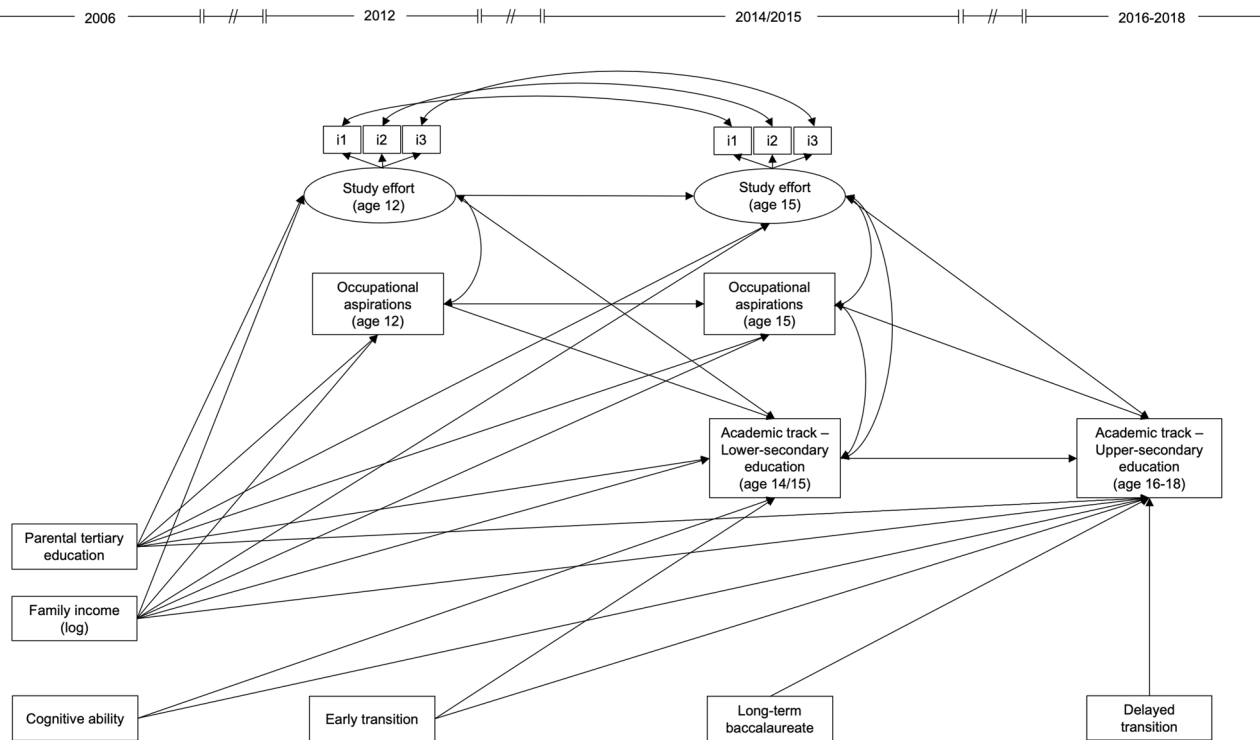 2006
2012
2014/2015
2016-2018
i1
i2
i3
i1
i2
i3
Study effort
(age 12)
Study effort
(age 15)
Occupational
aspirations
(age 12)
Occupational
aspirations
(age 15)
Academic track –
Lower-secondary
education
(age 14/15)
Academic track –
Upper-secondary
education
(age 16-18)
Parental tertiary
education
Family income
(log)
Cognitive ability
Early transition
Long-term
baccalaureate
Delayed
transition